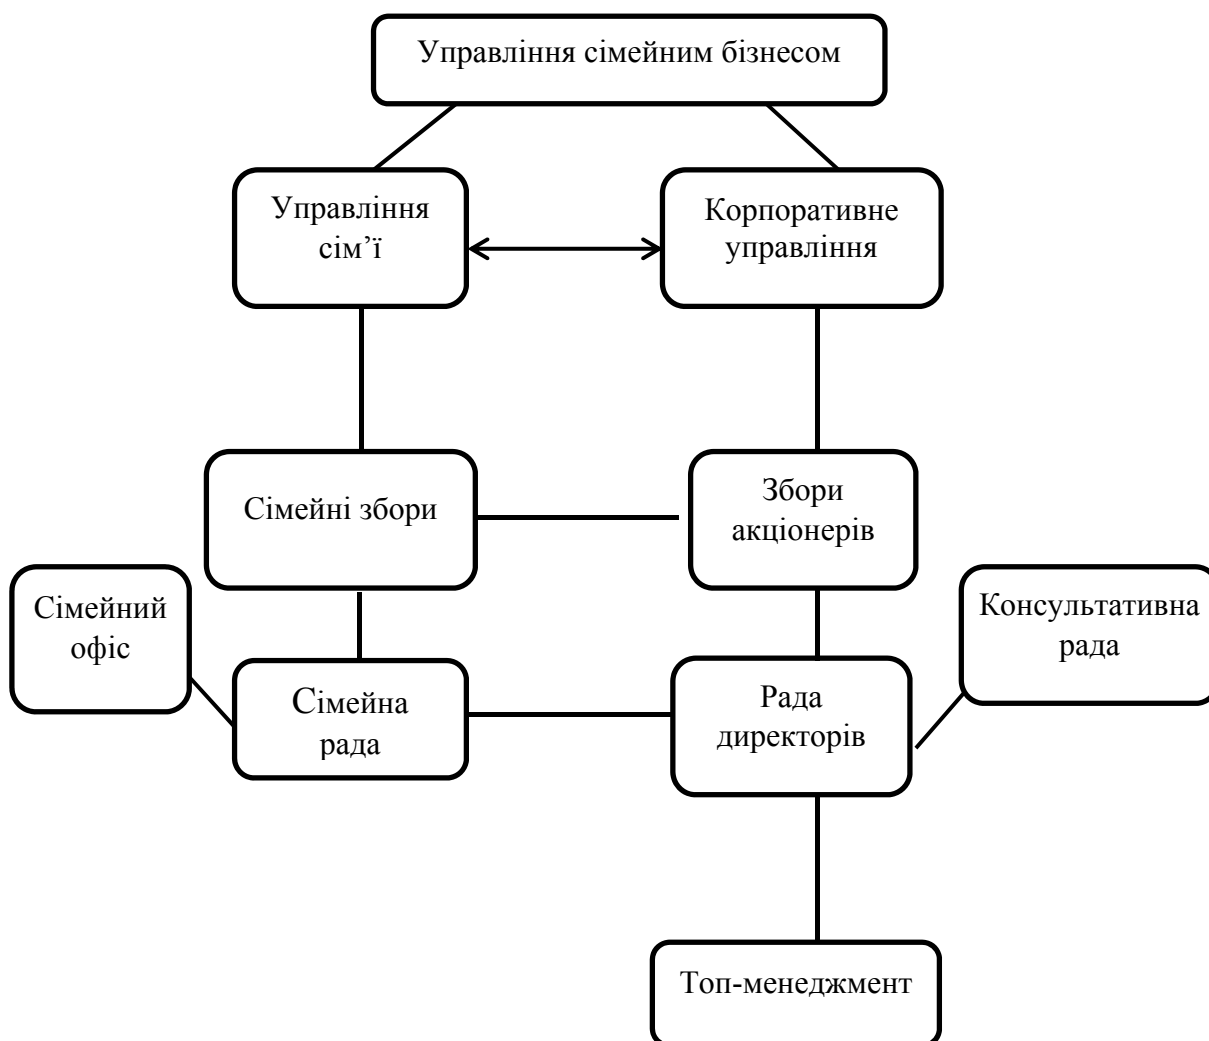 Управління сімейним бізнесом
Управління
сім’ї
Корпоративне
управління
Сімейні збори
Збори
акціонерів
Сімейний
офіс
Консультативна
рада
Сімейна
рада
Рада
директорів
Топ-менеджмент